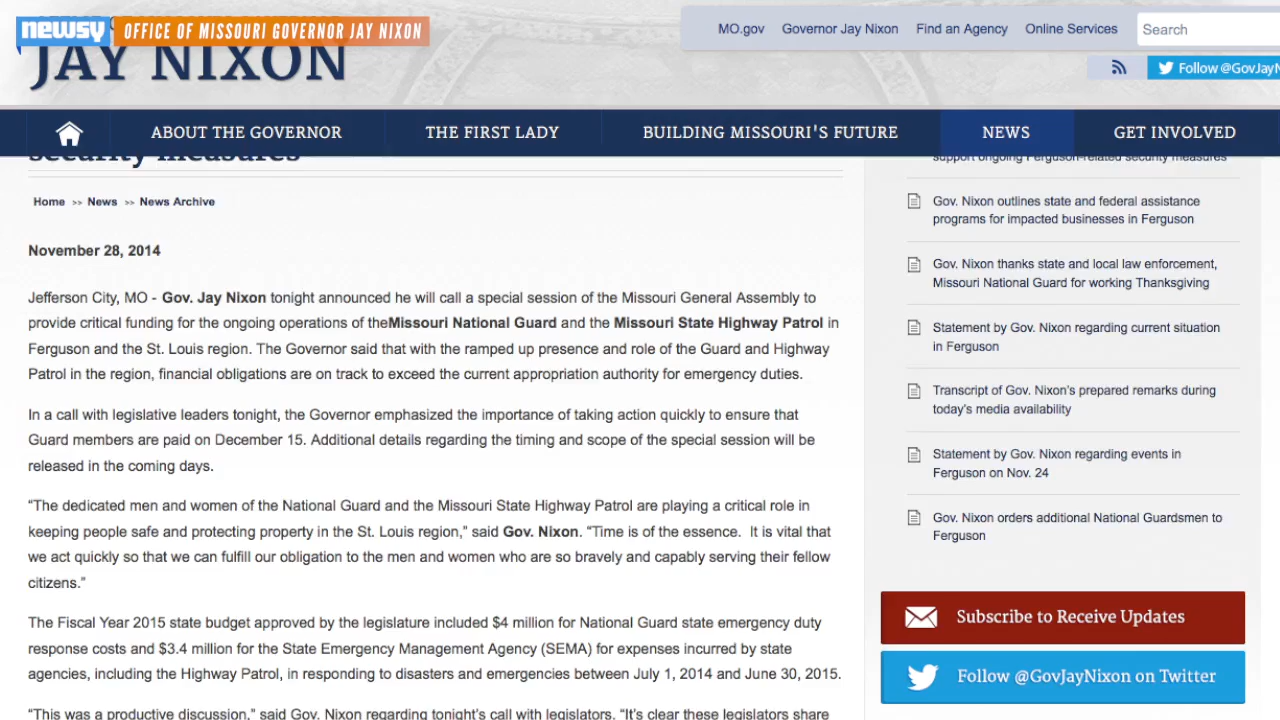 newsy
OFFICE OF MISSOURI GOVERNOR JAY NIXON
JAY NIXON
MO.gov
Governor Jay Nixon
Find an Agency
Online Services
Search
Follow @GovJayN
ABOUT THE GOVERNOR
THE FIRST LADY
BUILDING MISSOURI'S FUTURE
NEWS
GET INVOLVED
security measures
Home >> News >> News Archive
November 28, 2014
Jefferson City, MO - Gov. Jay Nixon tonight announced he will call a special session of the Missouri General Assembly to
provide critical funding for the ongoing operations of theMissouri National Guard and the Missouri State Highway Patrol in
Ferguson and the St. Louis region. The Governor said that with the ramped up presence and role of the Guard and Highway
Patrol in the region, financial obligations are on track to exceed the current appropriation authority for emergency duties.
In a call with legislative leaders tonight, the Governor emphasized the importance of taking action quickly to ensure that
Guard members are paid on December 15. Additional details regarding the timing and scope of the special session will be
released in the coming days.
“The dedicated men and women of the National Guard and the Missouri State Highway Patrol are playing a critical role in
keeping people safe and protecting property in the St. Louis region,” said Gov. Nixon. “Time is of the essence.  It is vital that
we act quickly so that we can fulfill our obligation to the men and women who are so bravely and capably serving their fellow
citizens.”
The Fiscal Year 2015 state budget approved by the legislature included $4 million for National Guard state emergency duty
response costs and $3.4 million for the State Emergency Management Agency (SEMA) for expenses incurred by state
agencies, including the Highway Patrol, in responding to disasters and emergencies between July 1, 2014 and June 30, 2015.
“This was a productive discussion,” said Gov. Nixon regarding tonight’s call with legislators. “It’s clear these legislators share
support ongoing Ferguson-related security measures
Gov. Nixon outlines state and federal assistance
programs for impacted businesses in Ferguson
Gov. Nixon thanks state and local law enforcement,
Missouri National Guard for working Thanksgiving
Statement by Gov. Nixon regarding current situation
in Ferguson
Transcript of Gov. Nixon’s prepared remarks during
today’s media availability
Statement by Gov. Nixon regarding events in
Ferguson on Nov. 24
Gov. Nixon orders additional National Guardsmen to
Ferguson
Subscribe to Receive Updates
Follow @GovJayNixon on Twitter